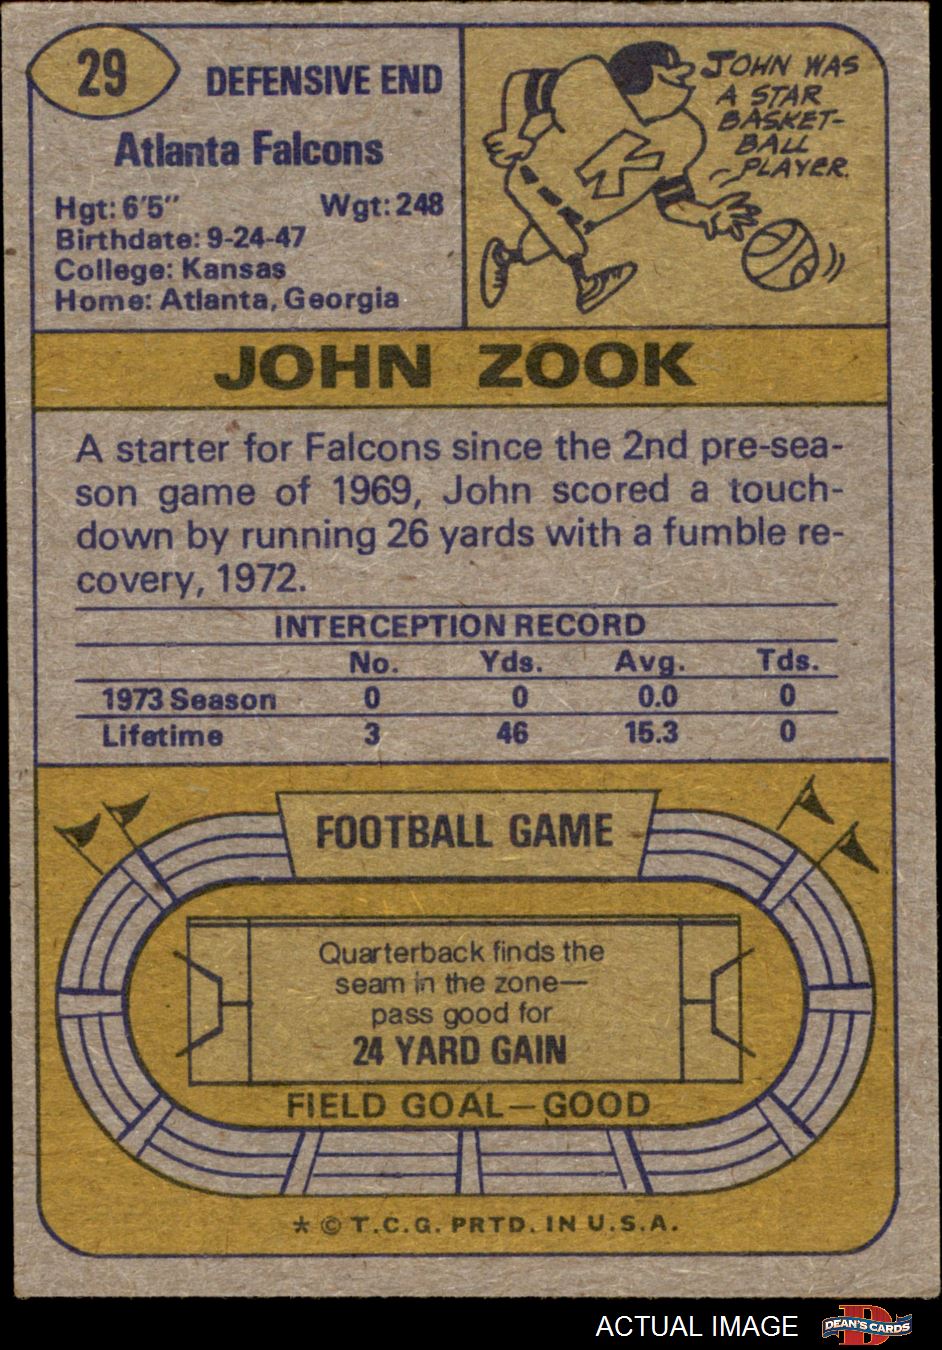 29
DEFENSIVE END
Atlanta Falcons
Hgt: 6'5" Wgt: 248
Birthdate: 9-24-47
College: Kansas
Home: Atlanta, Georgia
JOHN WAS
A STAR
BASKET-
BALL
PLAYER.
K
JOHN ZOOK
A starter for Falcons since the 2nd pre-sea-
son game of 1969, John scored a touch-
down by running 26 yards with a fumble re-
covery, 1972.
INTERCEPTION RECORD
No. Yds. Avg. Tds.
1973 Season 0 0 0.0 0
Lifetime 3 46 15.3 0
FOOTBALL GAME
Quarterback finds the
seam in the zone—
pass good for
24 YARD GAIN
FIELD GOAL—GOOD
* © T.C.G. PRTD. IN U.S.A.
ACTUAL IMAGE
D
DEAN'S CARDS